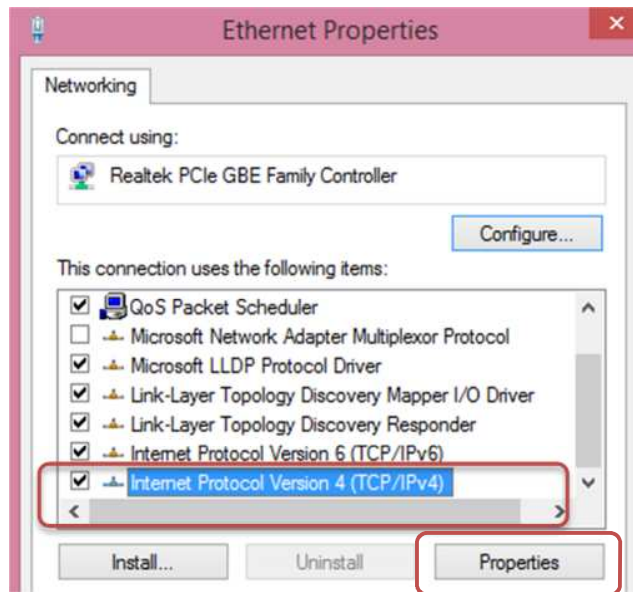 Ethernet Properties
Networking
Connect using:
Realtek PCIe GBE Family Controller
Configure...
This connection uses the following items:
QoS Packet Scheduler
Microsoft Network Adapter Multiplexor Protocol
Microsoft LLDP Protocol Driver
Link-Layer Topology Discovery Mapper I/O Driver
Link-Layer Topology Discovery Responder
Internet Protocol Version 6 (TCP/IPv6)
Internet Protocol Version 4 (TCP/IPv4)
Install... Uninstall Properties